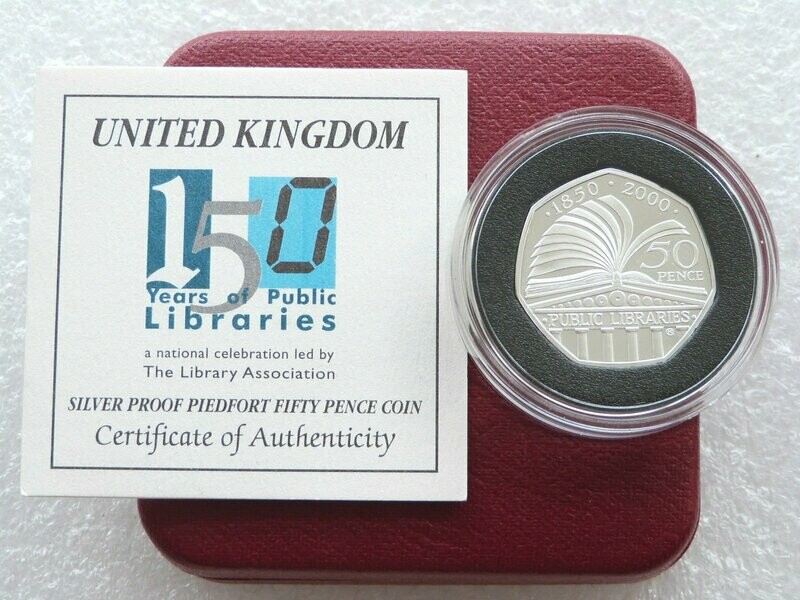 UNITED KINGDOM
150
Years of Public
Libraries
a national celebration led by
The Library Association
SILVER PROOF PIEDFORT FIFTY PENCE COIN
Certificate of Authenticity
·1850·2000·
50
PENCE
·PUBLIC LIBRARIES·